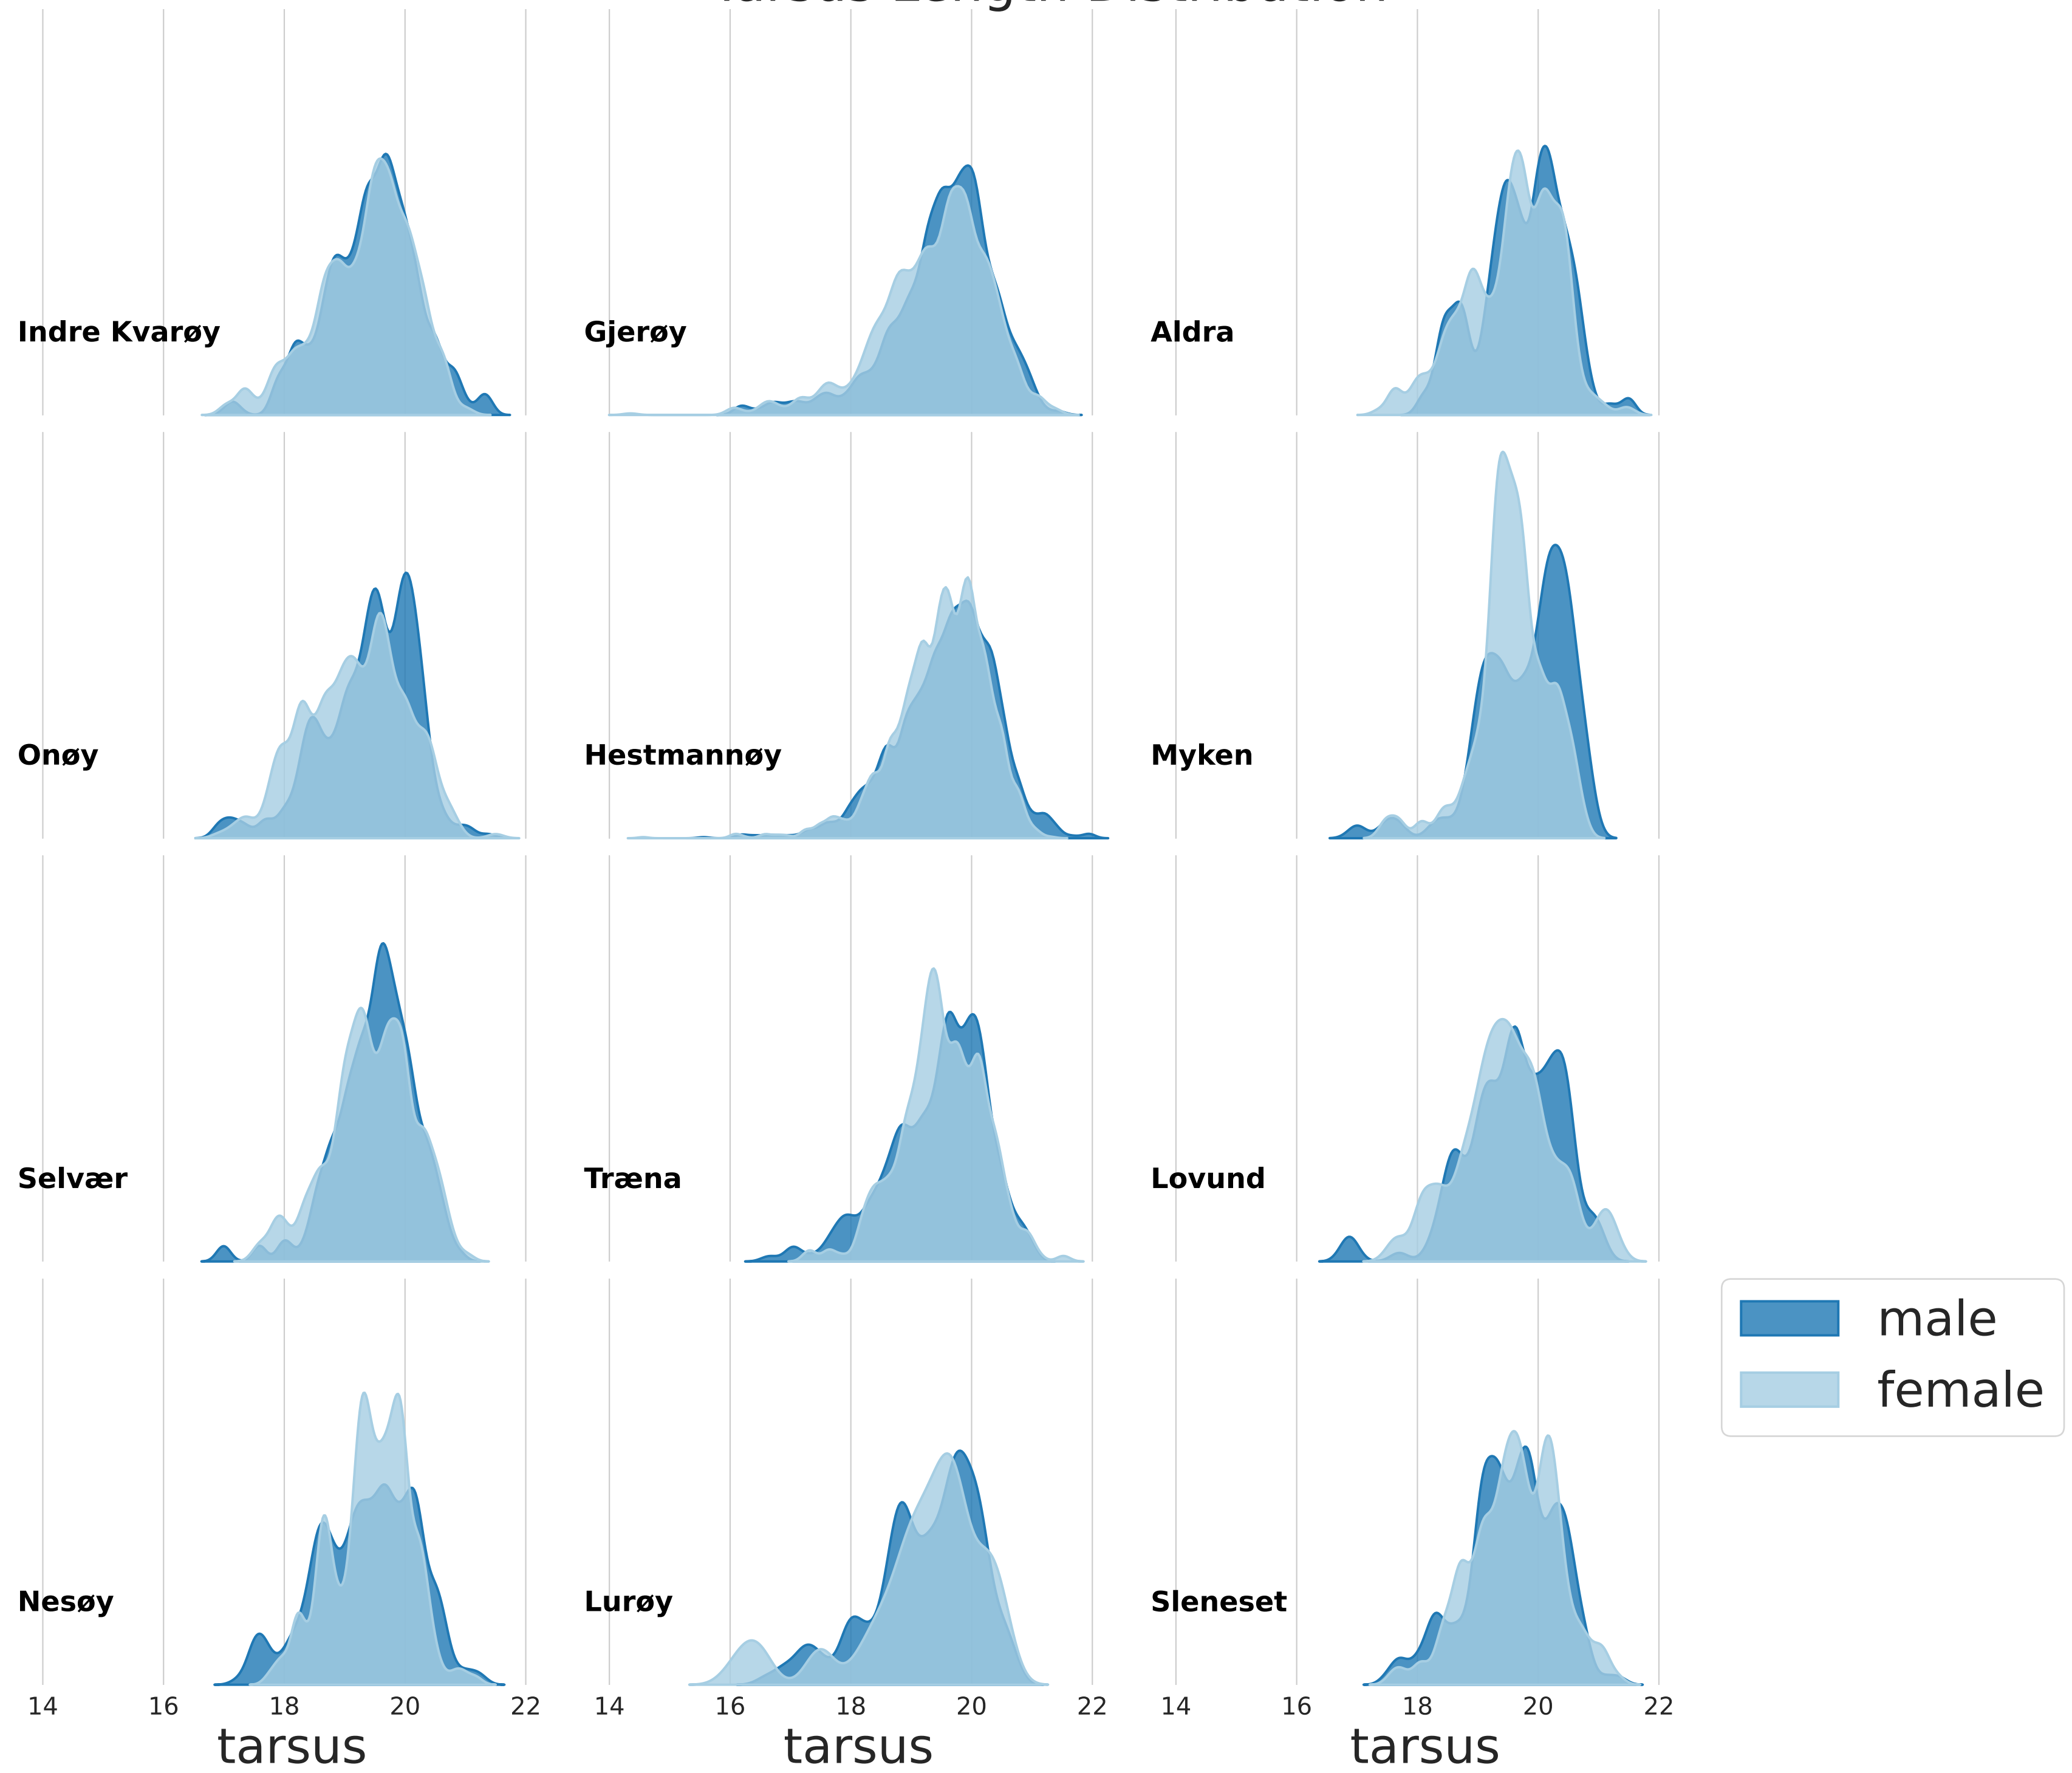 Indre Kvarøy Gjerøy Aldra
Onøy Hestmannøy Myken
Selvær Træna Lovund
male
female
Nesøy Lurøy Sleneset
14 16 18 20 22 14 16 18 20 22 14 16 18 20 22
tarsus tarsus tarsus